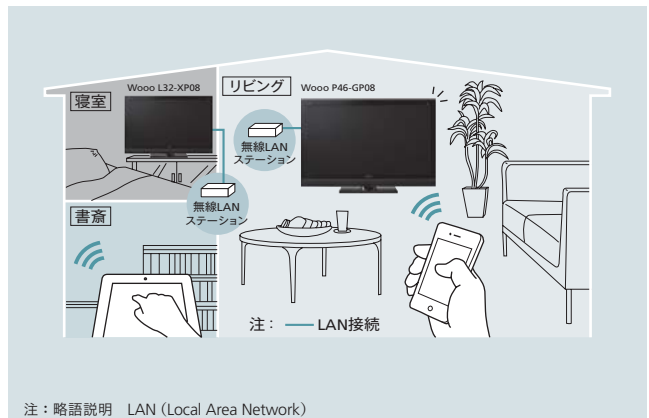 寝室
Wooo L32-XP08
リビング
Wooo P46-GP08
無線LAN
ステーション
無線LAN
ステーション
書斎
注： LAN接続
注：略語説明　LAN（Local Area Network）